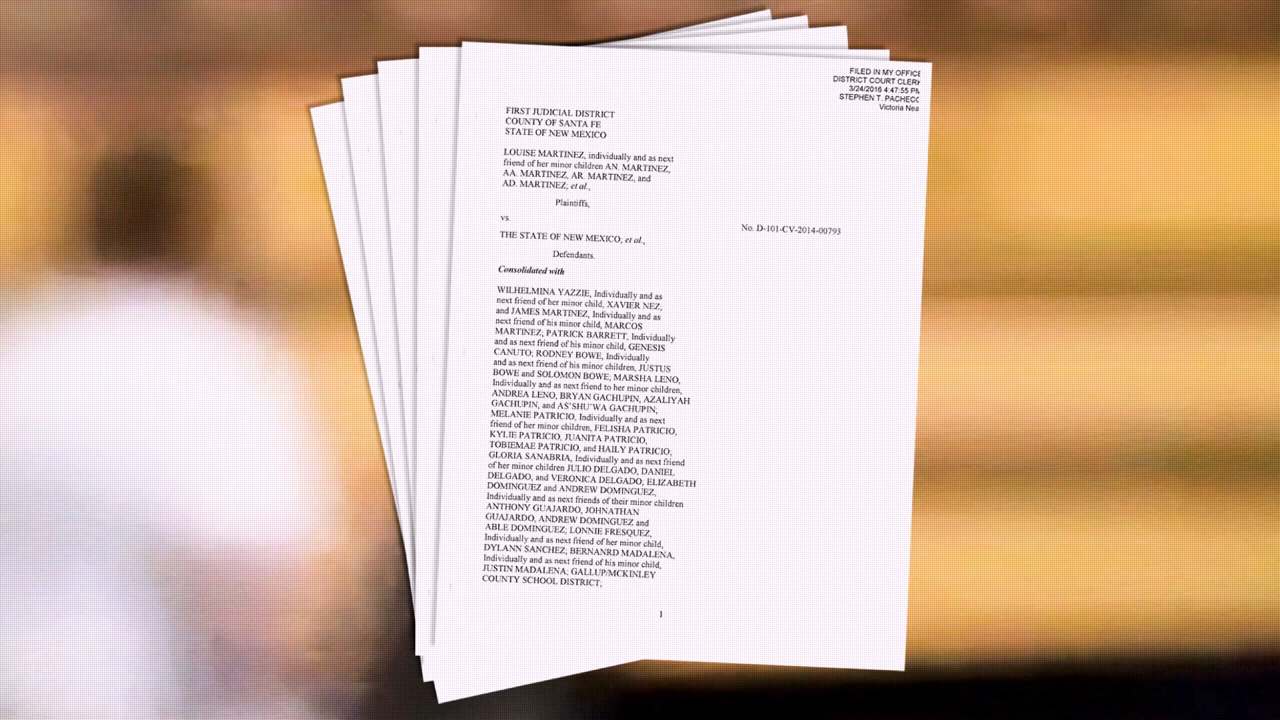 FILED IN MY OFFICE
DISTRICT COURT CLERK
3/24/2016 4:47:55 PM
STEPHEN T. PACHECO
Victoria Nea
FIRST JUDICIAL DISTRICT
COUNTY OF SANTA FE
STATE OF NEW MEXICO
LOUISE MARTINEZ, individually and as next
friend of her minor children AN. MARTINEZ,
AA. MARTINEZ, AR. MARTINEZ, and
AD. MARTINEZ, et al.,
Plaintiffs,
vs.
No. D-101-CV-2014-00793
THE STATE OF NEW MEXICO, et al.,
Defendants.
Consolidated with
WILHELMINA YAZZIE, Individually and as
next friend of her minor child, XAVIER NEZ,
and JAMES MARTINEZ, Individually and as
next friend of his minor child, MARCOS
MARTINEZ; PATRICK BARRETT, Individually
and as next friend of his minor child, GENESIS
CANUTO; RODNEY BOWE, Individually
and as next friend of his minor children, JUSTUS
BOWE and SOLOMON BOWE; MARSHA LENO,
Individually and as next friend to her minor children,
ANDREA LENO, BRYAN GACHUPIN, AZALIYAH
GACHUPIN, and AS'SHU'WA GACHUPIN;
MELANIE PATRICIO, Individually and as next
friend of her minor children, FELISHA PATRICIO,
KYLIE PATRICIO, JUANITA PATRICIO,
TOBIEMAE PATRICIO, and HAILY PATRICIO;
GLORIA SANABRIA, Individually and as next friend
of her minor children JULIO DELGADO, DANIEL
DELGADO, and VERONICA DELGADO; ELIZABETH
DOMINGUEZ and ANDREW DOMINGUEZ,
Individually and as next friends of their minor children
ANTHONY GUAJARDO, JOHNATHAN
GUAJARDO, ANDREW DOMINGUEZ and
ABLE DOMINGUEZ; LONNIE FRESQUEZ,
Individually and as next friend of her minor child,
DYLANN SANCHEZ; BERNANRD MADALENA,
Individually and as next friend of his minor child,
JUSTIN MADALENA; GALLUP/MCKINLEY
COUNTY SCHOOL DISTRICT;
1